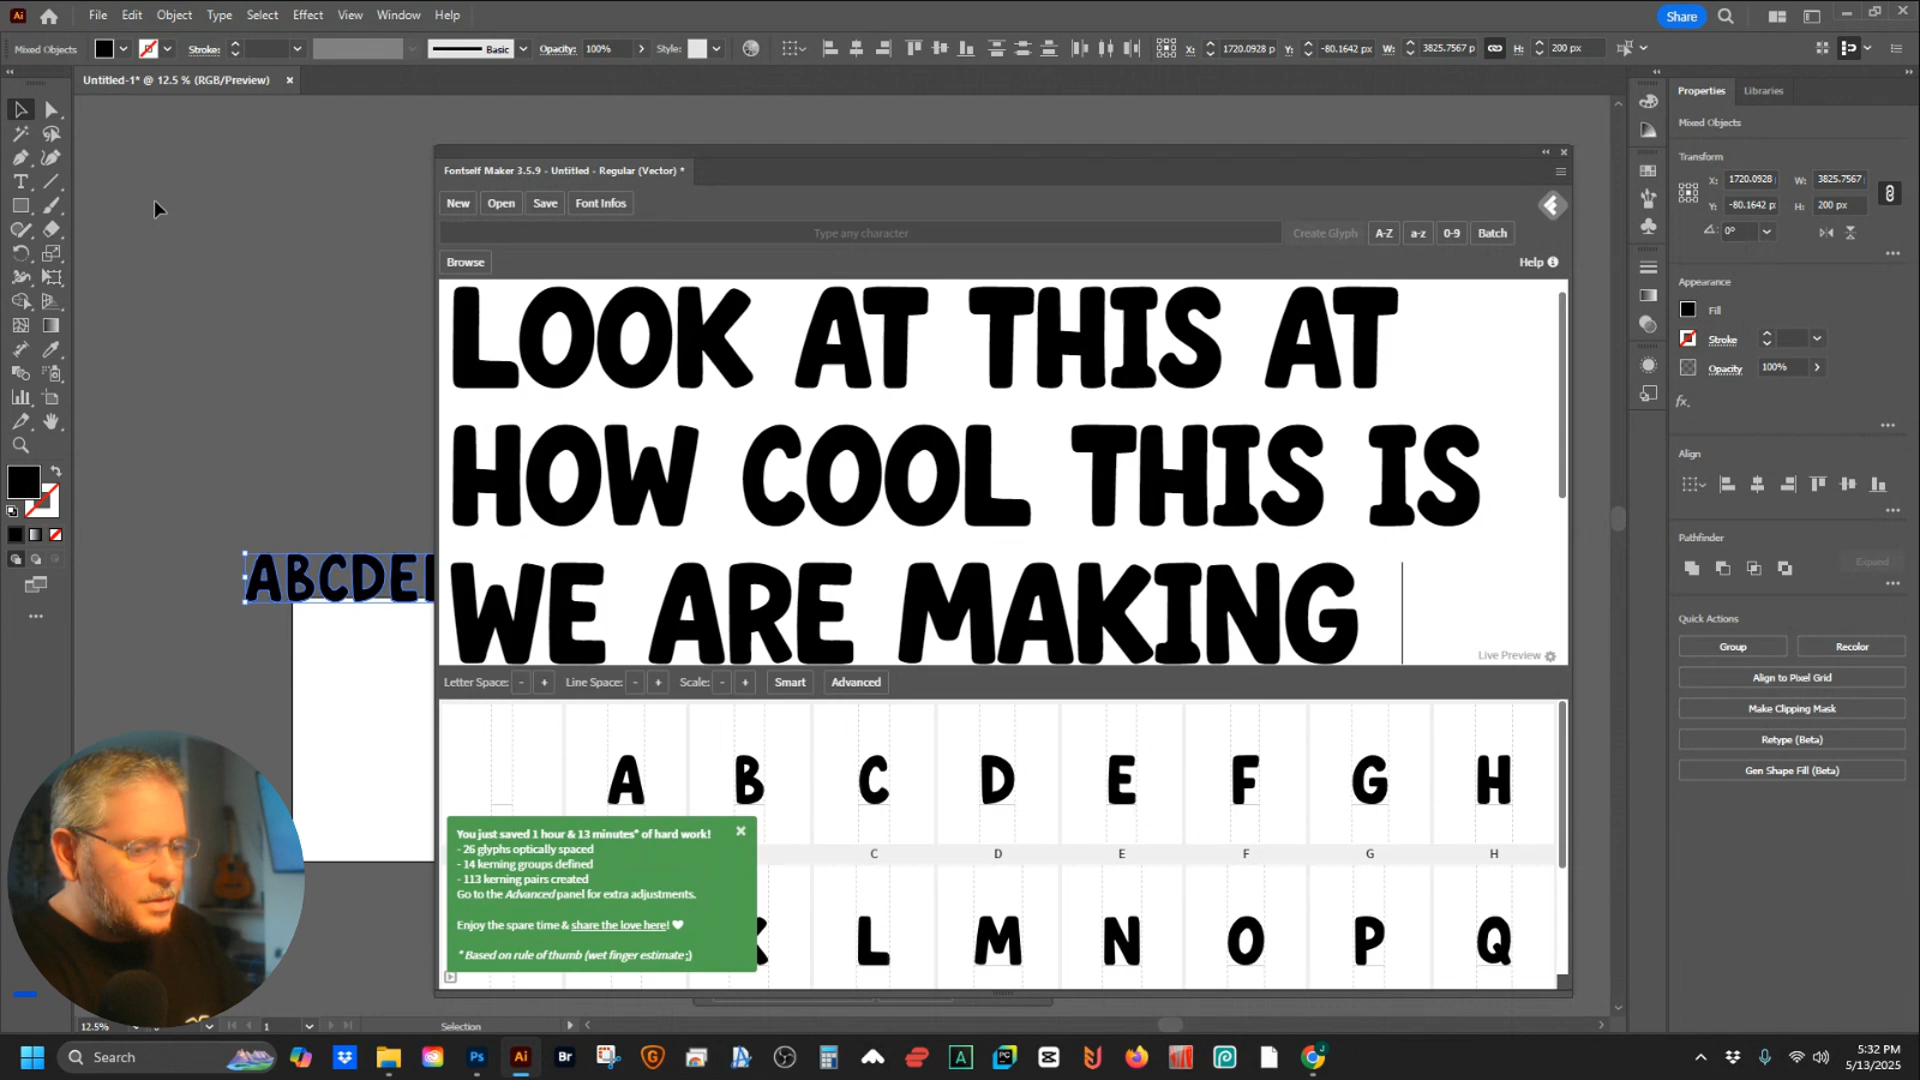 File Edit Object Type Select Effect View Window Help
Share
Mixed Objects
Stroke:
Basic
Opacity: 100%
Style:
X: 1720.0928 p Y: -80.1642 px W: 3825.7567 p H: 200 px
Untitled-1* @ 12.5 % (RGB/Preview)
Fontself Maker 3.5.9 - Untitled - Regular (Vector) *
New Open Save Font Infos
Type any character
Create Glyph A-Z a-z 0-9 Batch
Browse
Help
LOOK AT THIS AT
HOW COOL THIS IS
WE ARE MAKING
Live Preview
Letter Space: - + Line Space: - + Scale: - + Smart Advanced
A B C D E F G H
C D E F G H
L M N O P Q
You just saved 1 hour & 13 minutes* of hard work!
- 26 glyphs optically spaced
- 14 kerning groups defined
- 113 kerning pairs created
Go to the Advanced panel for extra adjustments.
Enjoy the spare time & share the love here!
* Based on rule of thumb (wet finger estimate ;)
ABCDE
Properties Libraries
Mixed Objects
Transform
X: 1720.0928 W: 3825.7567
Y: -80.1642 px H: 200 px
0°
Appearance
Fill
Stroke
Opacity 100%
fx.
Align
Pathfinder
Expand
Quick Actions
Group Recolor
Align to Pixel Grid
Make Clipping Mask
Retype (Beta)
Gen Shape Fill (Beta)
12.5% 1 Selection
Search
Ps Ai Br
5:32 PM
5/13/2025